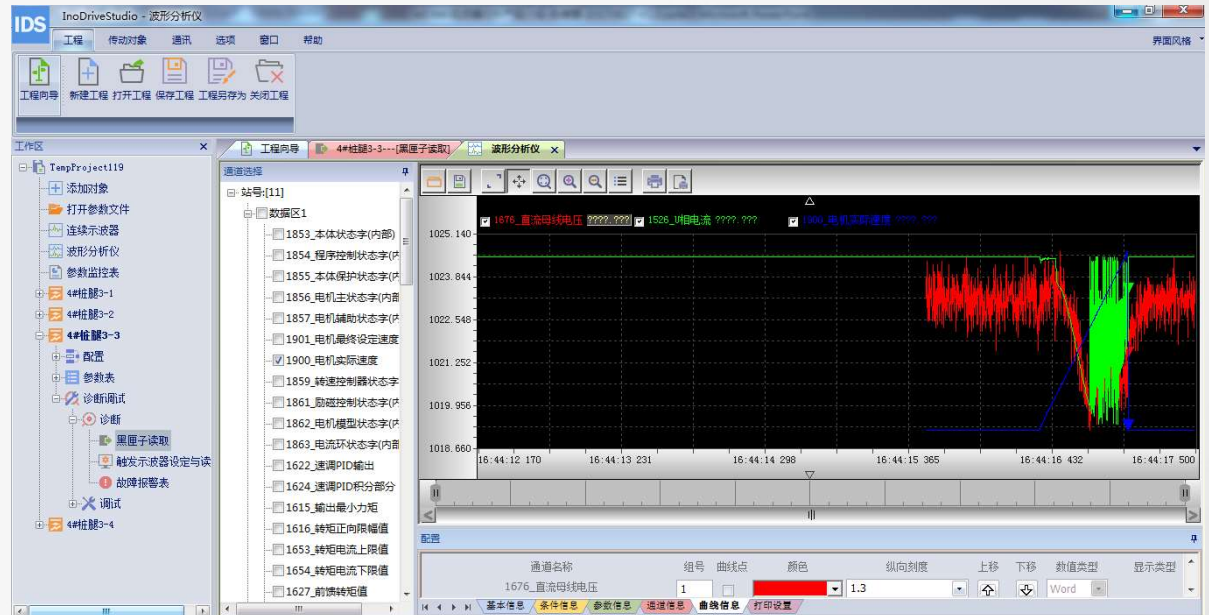 IDS InoDriveStudio - 波形分析仪
工程 传动对象 通讯 选项 窗口 帮助 界面风格
工程向导 新建工程 打开工程 保存工程 工程另存为 关闭工程
工作区
TempProject119
添加对象
打开参数文件
连续示波器
波形分析仪
参数监控表
4#桩腿3-1
4#桩腿3-2
4#桩腿3-3
配置
参数表
诊断调试
诊断
黑匣子读取
触发示波器设定与读
故障报警表
调试
4#桩腿3-4
工程向导 4#桩腿3-3---[黑匣子读取] 波形分析仪
通道选择
站号:[11]
数据区1
1853_本体状态字(内部)
1854_程序控制状态字(内
1855_本体保护状态字(内
1856_电机主状态字(内部
1857_电机辅助状态字(内
1901_电机最终设定速度
1900_电机实际速度
1859_转速控制器状态字
1861_励磁控制状态字(内
1862_电机模型状态字(内
1863_电流环状态字(内部
1622_速调PID输出
1624_速调PID积分部分
1615_输出最小力矩
1616_转矩正向限幅值
1653_转矩电流上限值
1654_转矩电流下限值
1627_前馈转矩值
1676_直流母线电压 ????.??? 1526_U相电流 ????.??? 1900_电机实际速度 ????.???
1025.140
1023.844
1022.548
1021.252
1019.956
1018.660
16:44:12 170 16:44:13 231 16:44:14 298 16:44:15 365 16:44:16 432 16:44:17 500
配置
通道名称 组号 曲线点 颜色 纵向刻度 上移 下移 数值类型 显示类型
1676_直流母线电压 1 1.3 Word
基本信息 条件信息 参数信息 通道信息 曲线信息 打印设置